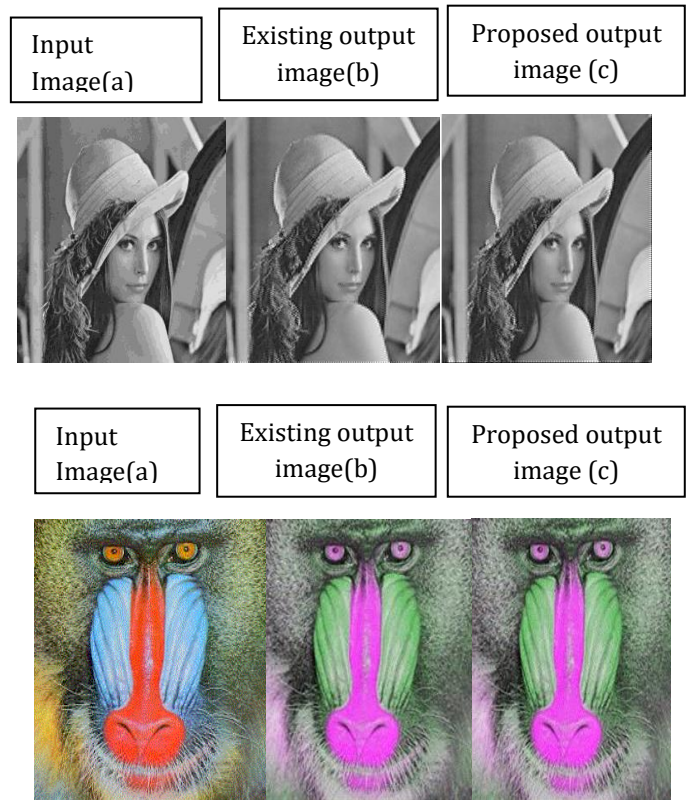 Input
Image(a)
Existing output
image(b)
Proposed output
image (c)
Input
Image(a)
Existing output
image(b)
Proposed output
image (c)